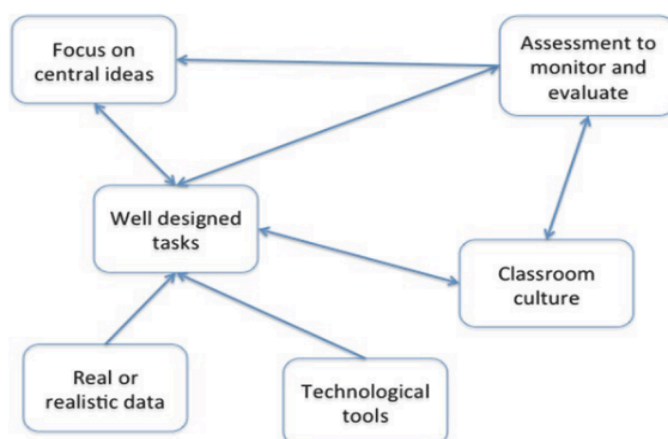 Focus on
central ideas
Assessment to
monitor and
evaluate
Well designed
tasks
Classroom
culture
Real or
realistic data
Technological
tools